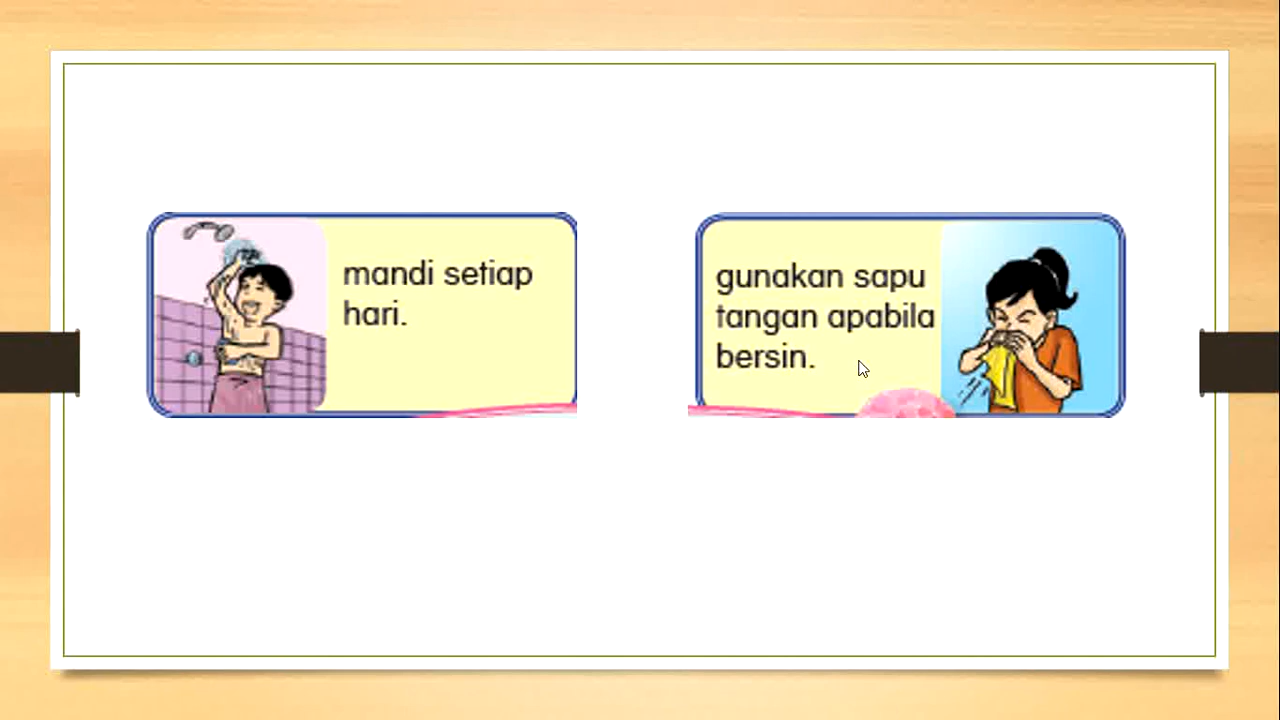 mandi setiap
hari.
gunakan sapu
tangan apabila
bersin.